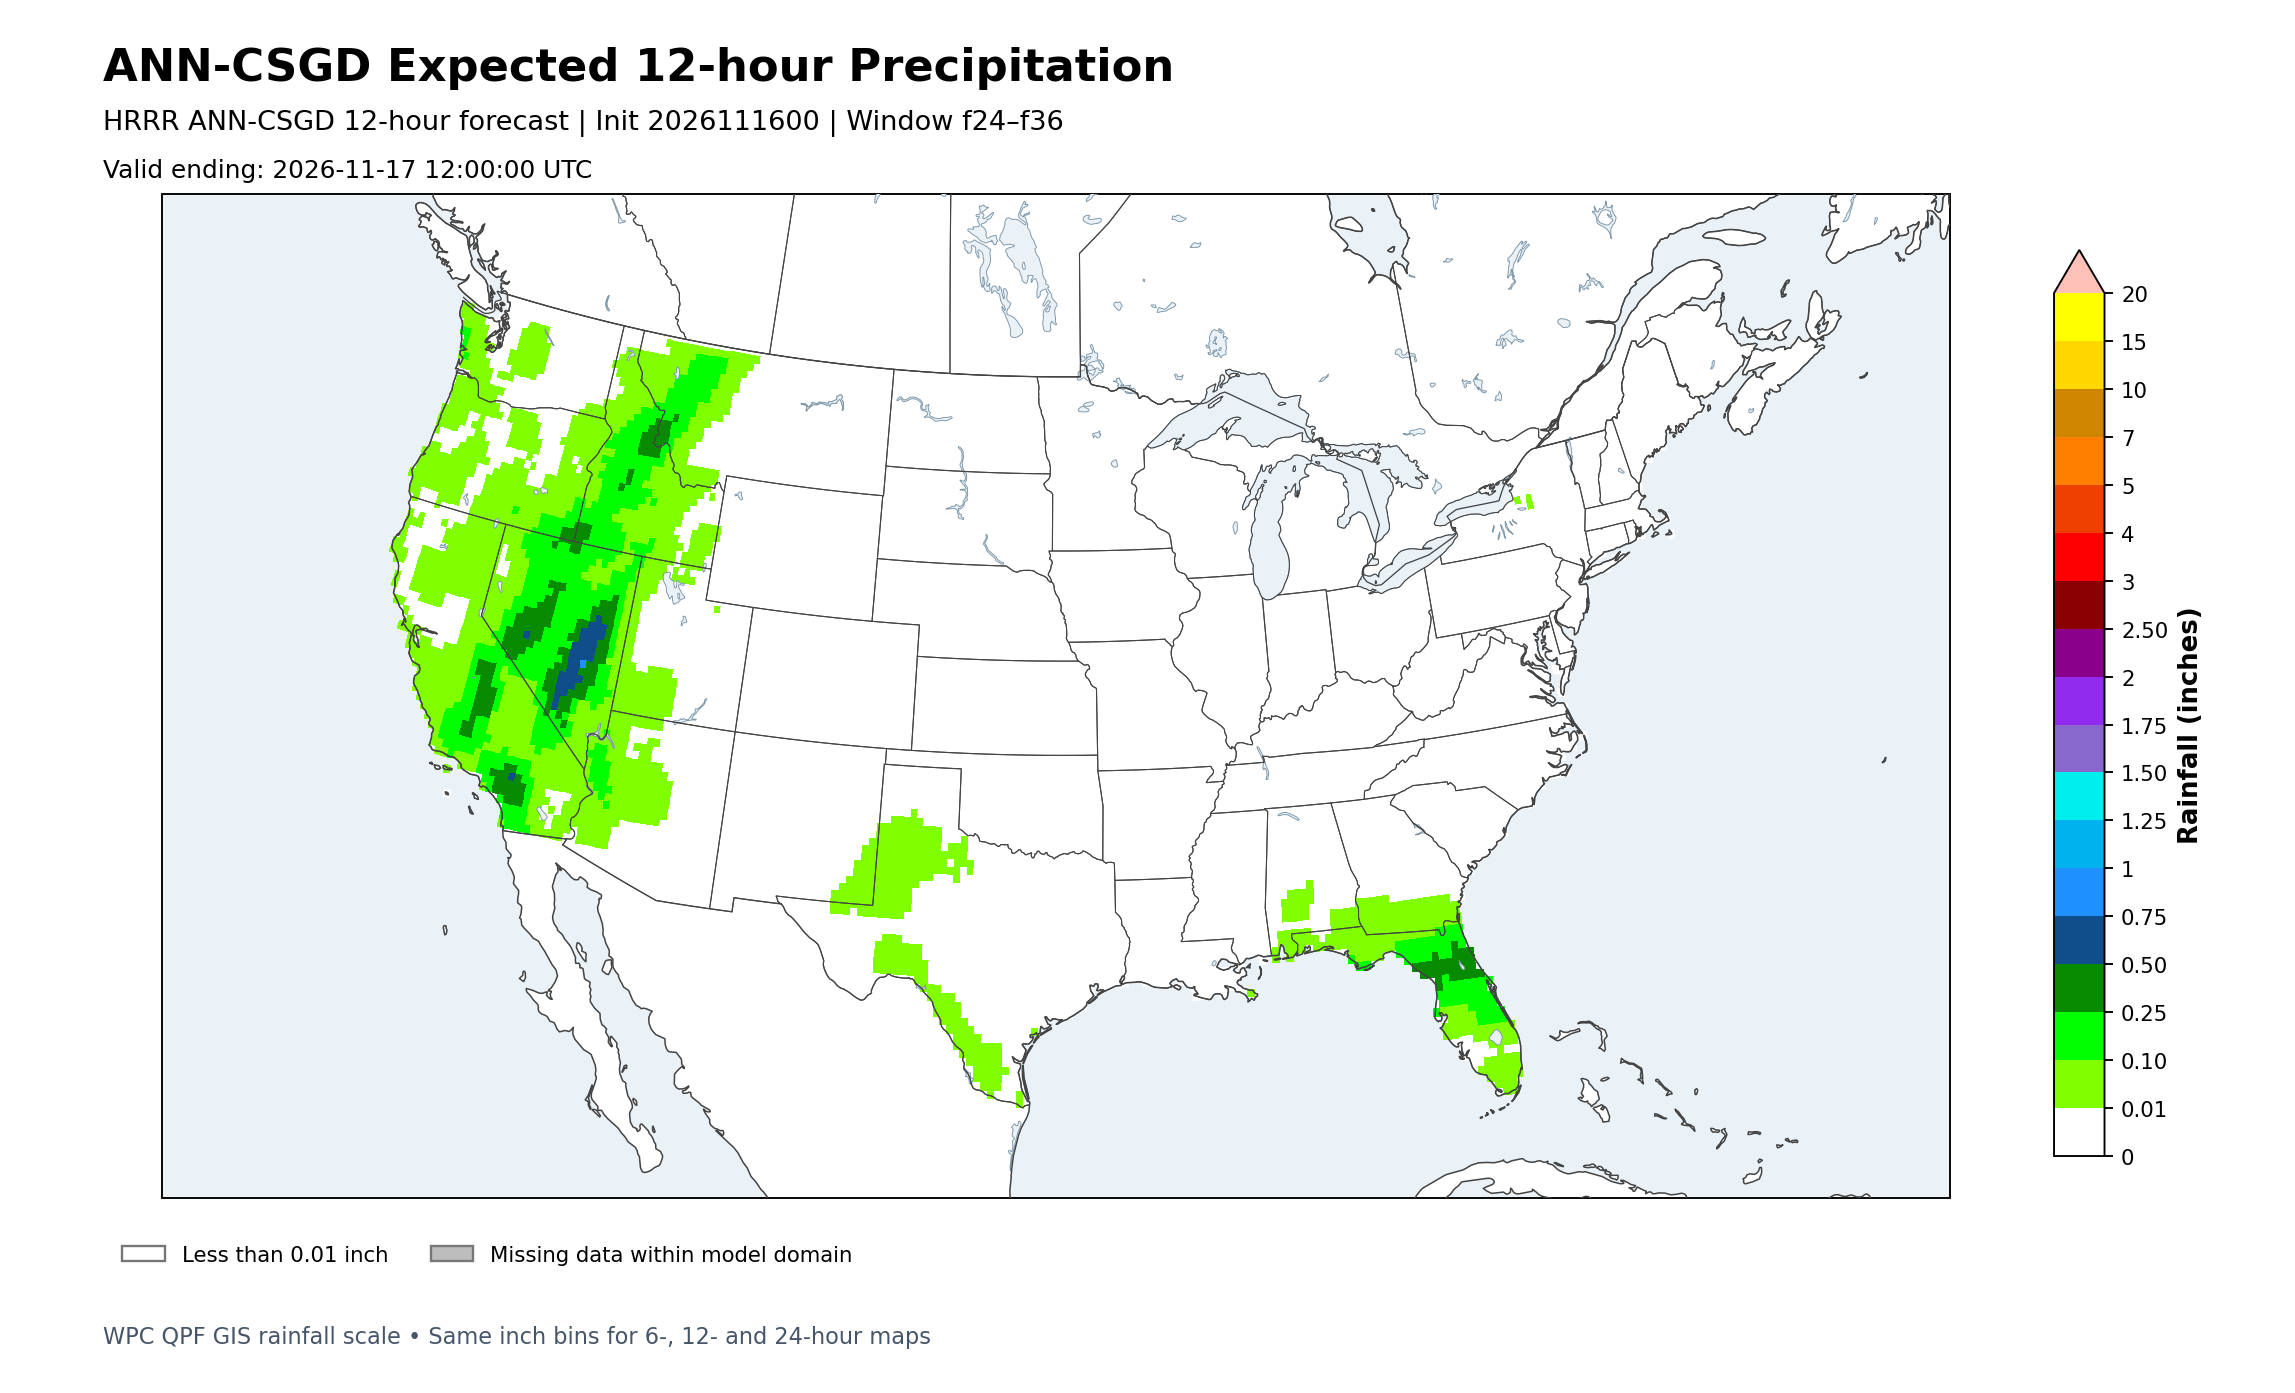 ANN-CSGD Expected 12-hour Precipitation
HRRR ANN-CSGD 12-hour forecast | Init 2026111600 | Window f24–f36
Valid ending: 2026-11-17 12:00:00 UTC
20
15
10
7
5
4
3
2.50
2
1.75
1.50
1.25
1
0.75
0.50
0.25
0.10
0.01
0
Rainfall (inches)
Less than 0.01 inch
Missing data within model domain
WPC QPF GIS rainfall scale • Same inch bins for 6-, 12- and 24-hour maps